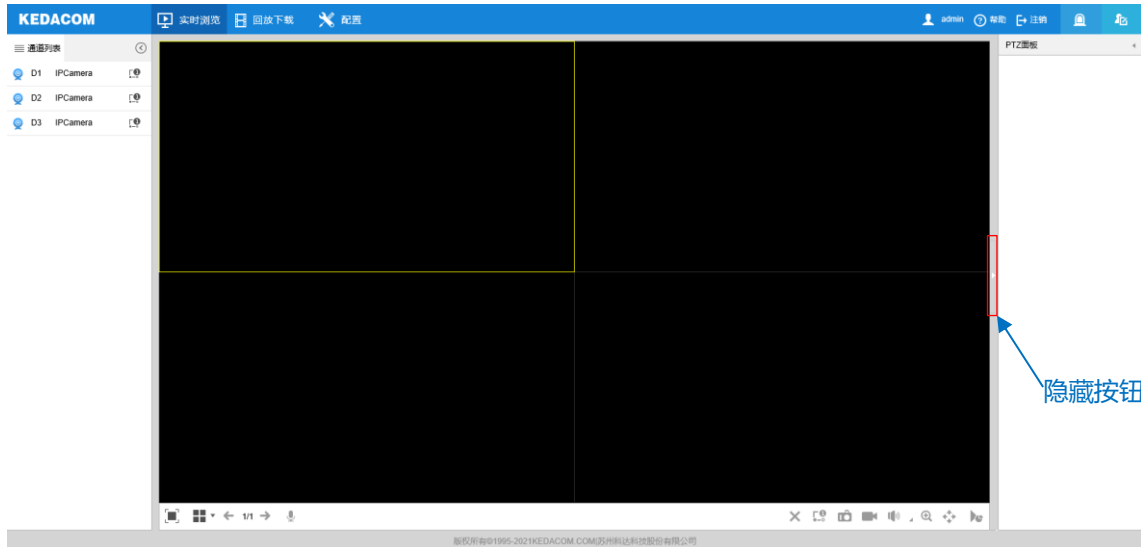 KEDACOM 实时浏览 回放下载 配置 admin 帮助 注销
通道列表
PTZ面板
D1 IPCamera
D2 IPCamera
D3 IPCamera
隐藏按钮
1/1
版权所有©1995-2021KEDACOM.COM|苏州科达科技股份有限公司